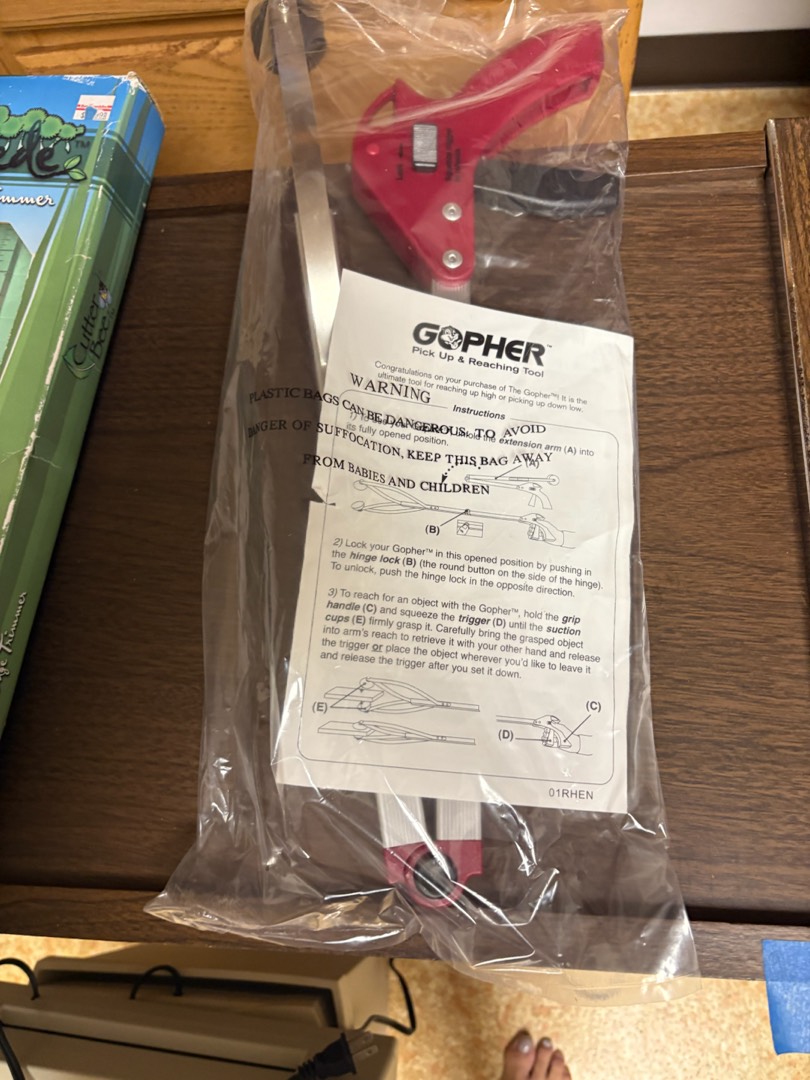 immer
Cutter
Bee
ge Trimmer
GOPHER™
Pick Up & Reaching Tool
Congratulations on your purchase of The Gopher™! It is the
ultimate tool for reaching up high or picking up down low.
WARNING
Instructions
PLASTIC BAGS CAN BE DANGEROUS. TO AVOID
DANGER OF SUFFOCATION, KEEP THIS BAG AWAY
FROM BABIES AND CHILDREN
1)
extension arm (A) into
its fully opened position.
(A)
(B)
2) Lock your Gopher™ in this opened position by pushing in
the hinge lock (B) (the round button on the side of the hinge).
To unlock, push the hinge lock in the opposite direction.
3) To reach for an object with the Gopher™, hold the grip
handle (C) and squeeze the trigger (D) until the suction
cups (E) firmly grasp it. Carefully bring the grasped object
into arm's reach to retrieve it with your other hand and release
the trigger or place the object wherever you'd like to leave it
and release the trigger after you set it down.
(E)
(C)
(D)
01RHEN